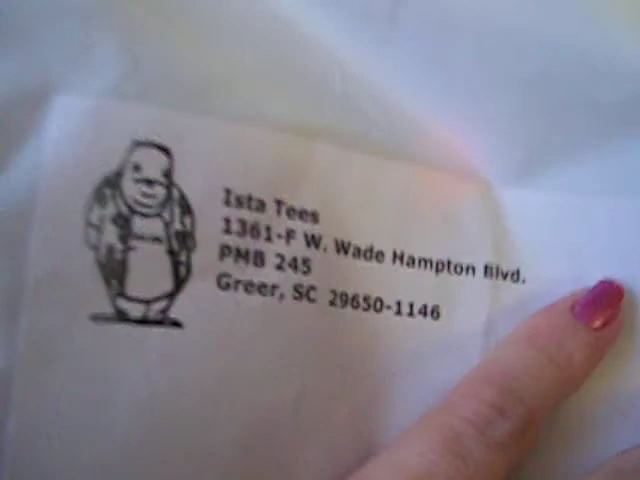 Ista Tees
1361-F W. Wade Hampton Blvd.
PMB 245
Greer, SC 29650-1146